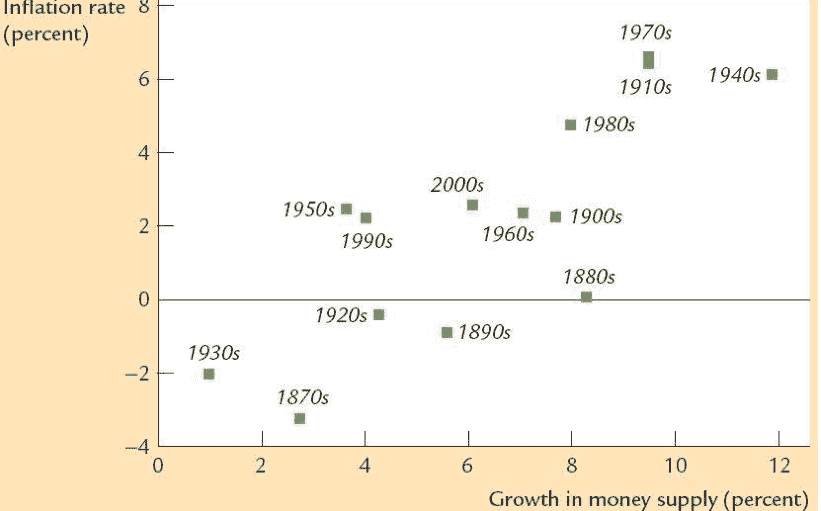 Inflation rate
(percent)
8
6
4
2
0
−2
−4
1970s
1910s
1940s
1980s
2000s
1950s
1990s
1960s
1900s
1880s
1920s
1890s
1930s
1870s
0 2 4 6 8 10 12
Growth in money supply (percent)